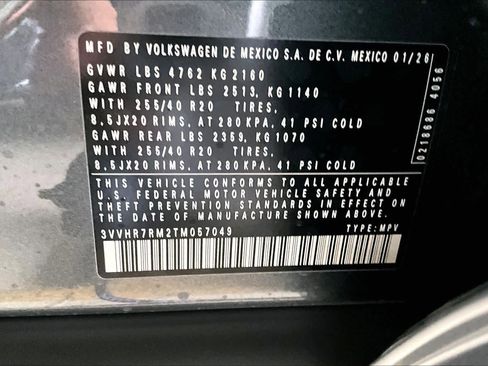 MFD BY VOLKSWAGEN DE MEXICO S.A. DE C.V. MEXICO 01/26
GVWR LBS 4762 KG 2160
GAWR FRONT LBS 2513, KG 1140
WITH 255/40 R20 TIRES,
8,5JX20 RIMS, AT 280 KPA, 41 PSI COLD
GAWR REAR LBS 2359, KG 1070
WITH 255/40 R20 TIRES,
8,5JX20 RIMS, AT 280 KPA, 41 PSI COLD
THIS VEHICLE CONFORMS TO ALL APPLICABLE
U.S. FEDERAL MOTOR VEHICLE SAFETY AND
THEFT PREVENTION STANDARDS IN EFFECT ON
THE DATE OF MANUFACTURE SHOWN ABOVE.
3VVHR7RM2TM057049 TYPE: MPV
0218686 4056